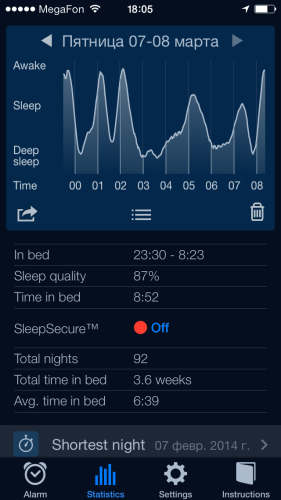 MegaFon 18:05
Пятница 07-08 марта
Awake
Sleep
Deep
sleep
Time 00 01 02 03 04 05 06 07 08
In bed 23:30 - 8:23
Sleep quality 87%
Time in bed 8:52
SleepSecure™ Off
Total nights 92
Total time in bed 3.6 weeks
Avg. time in bed 6:39
Shortest night 07 февр. 2014 г.
Alarm Statistics Settings Instructions